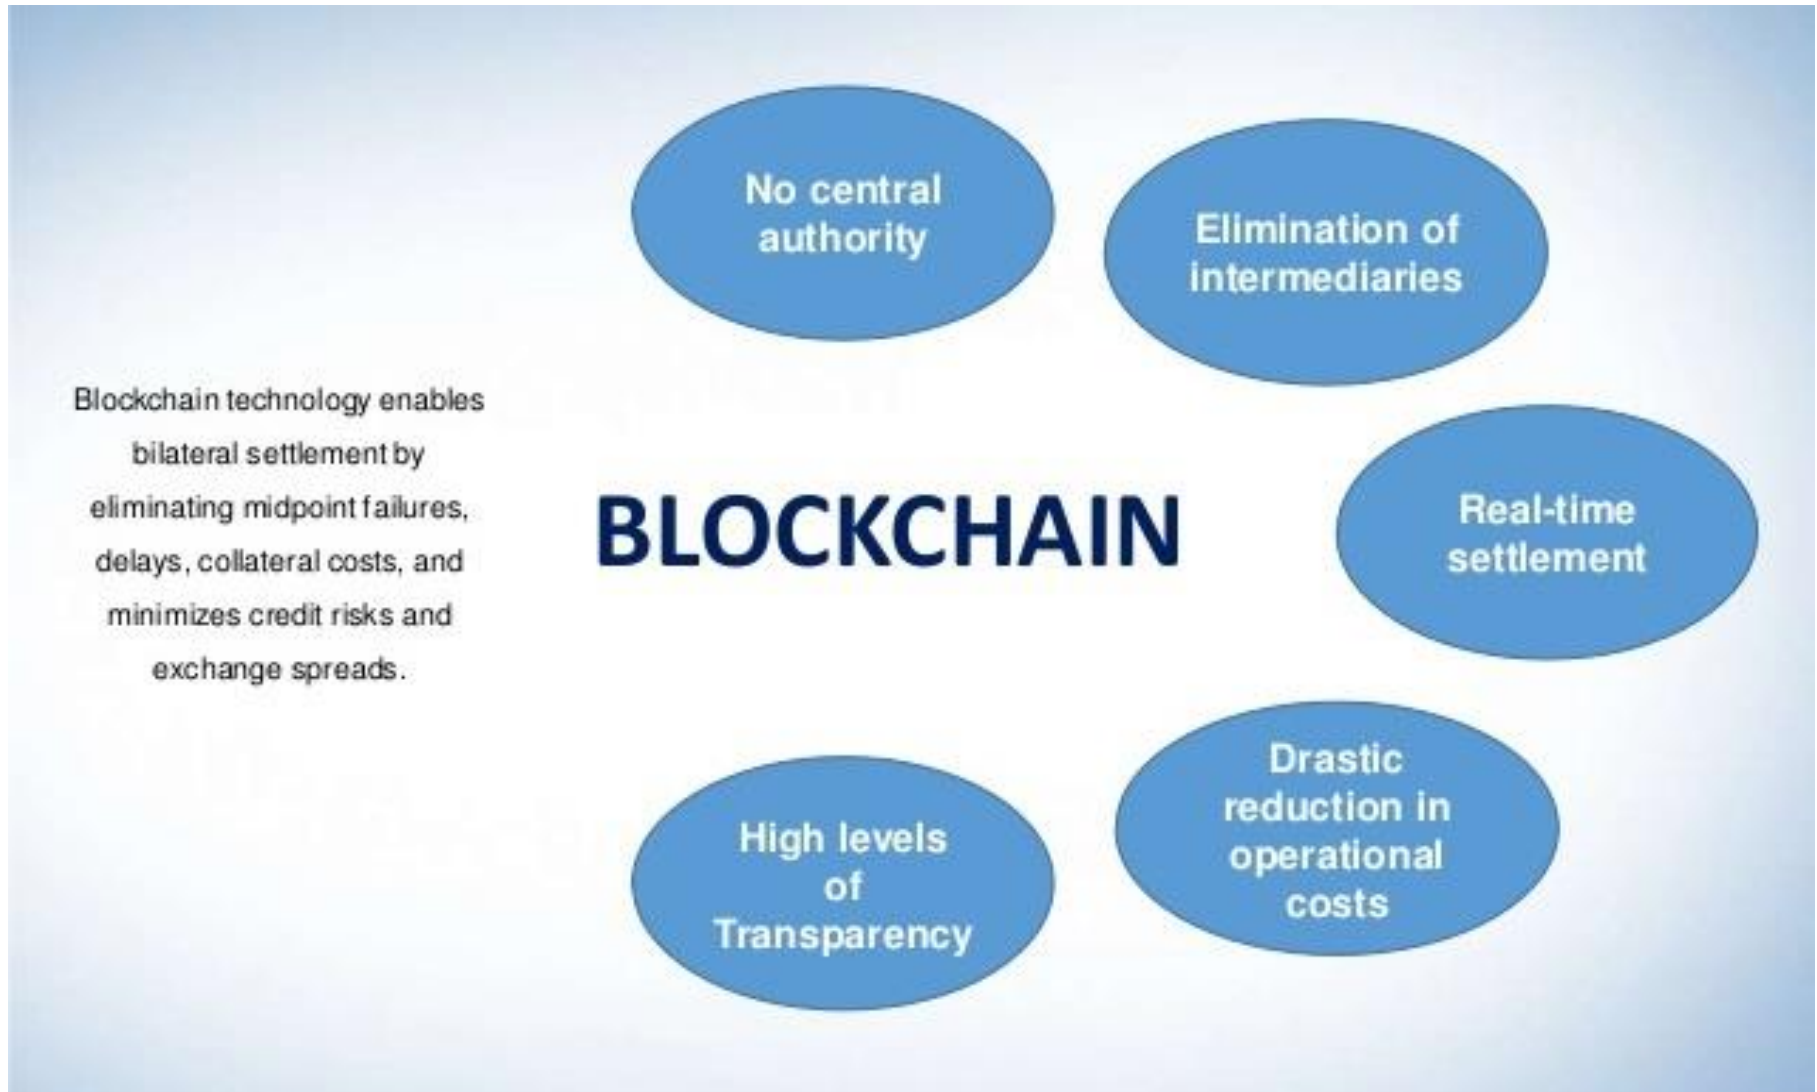 Blockchain technology enables
bilateral settlement by
eliminating midpoint failures,
delays, collateral costs, and
minimizes credit risks and
exchange spreads.
BLOCKCHAIN
No central
authority
Elimination of
intermediaries
Real-time
settlement
Drastic
reduction in
operational
costs
High levels
of
Transparency